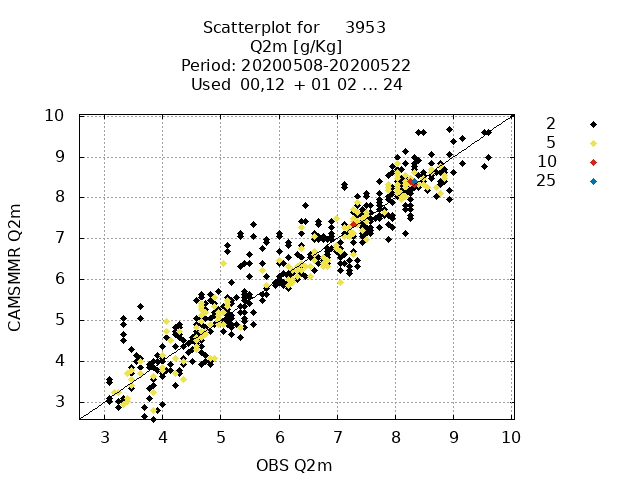 Scatterplot for 3953
Q2m [g/Kg]
Period: 20200508-20200522
Used 00,12 + 01 02 ... 24
10
9
8
7
6
5
4
3
CAMSMMR Q2m
3 4 5 6 7 8 9 10
OBS Q2m
2
5
10
25